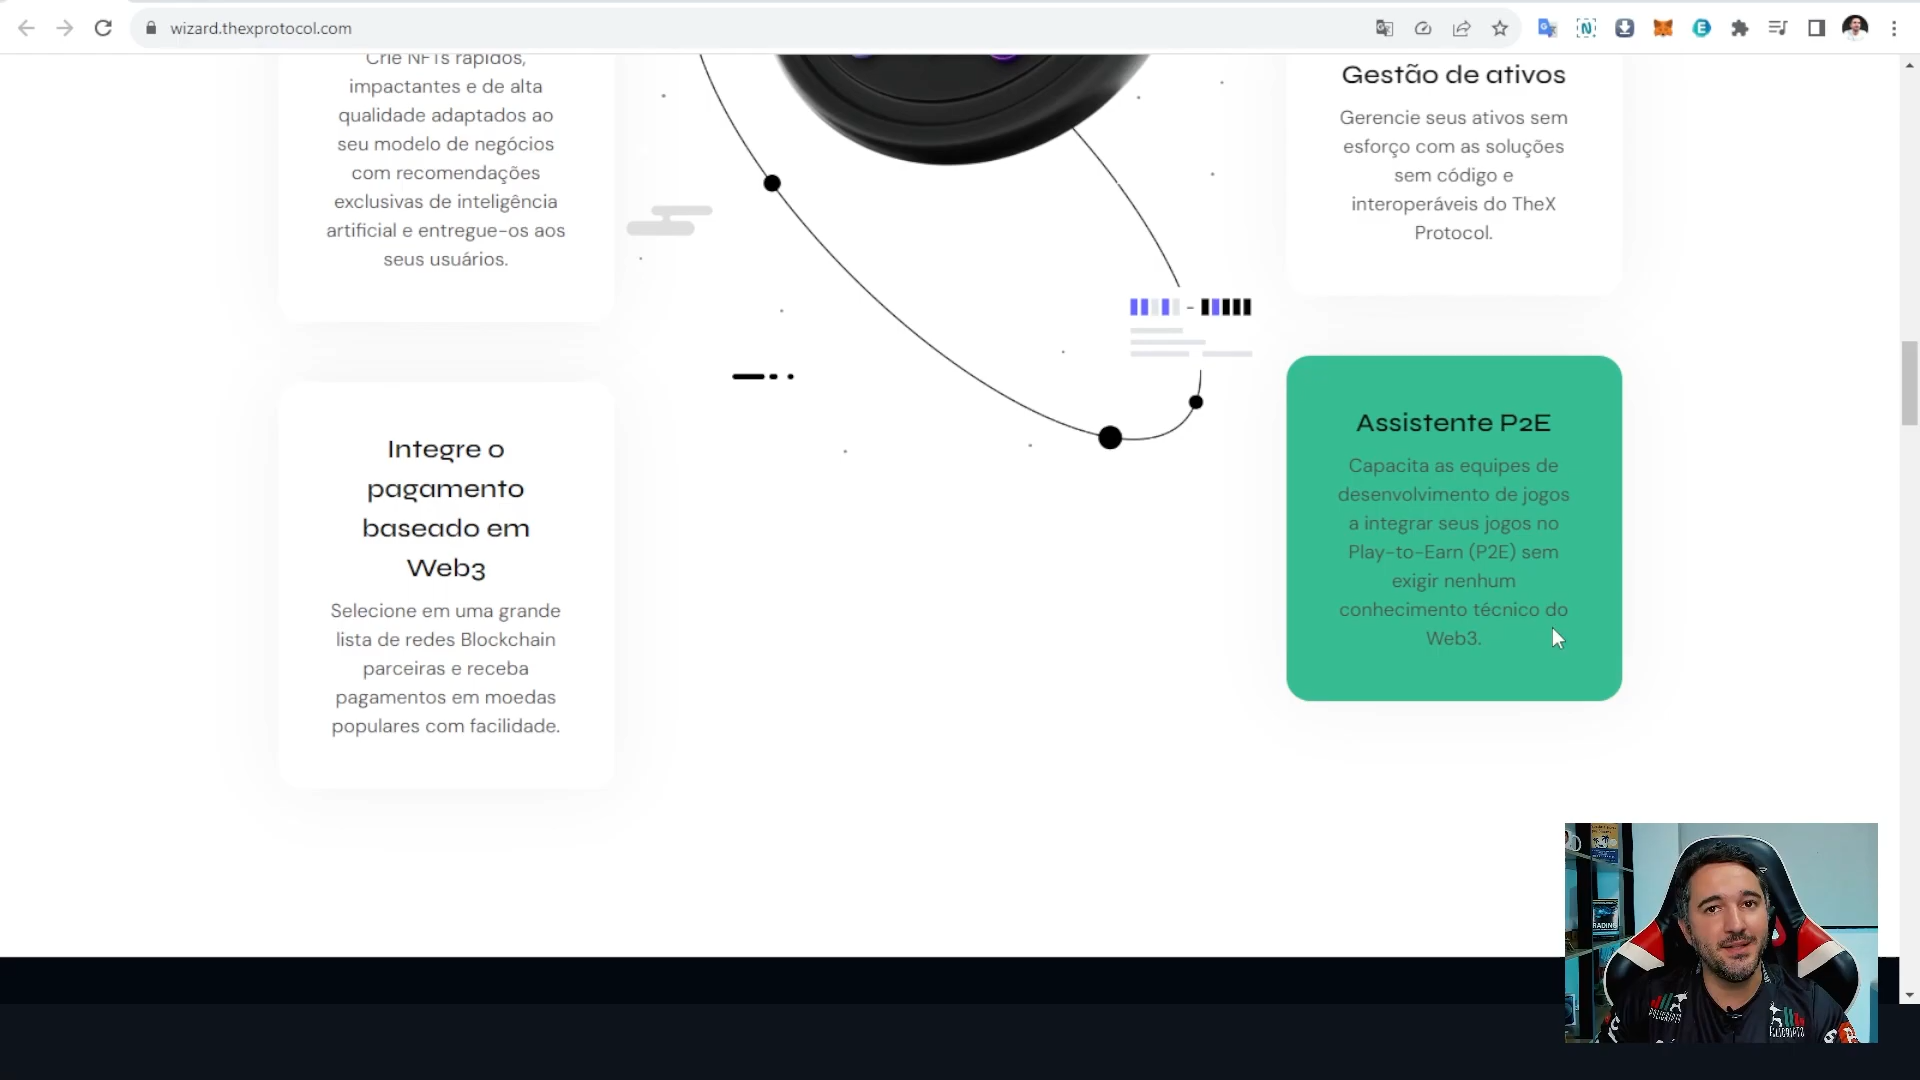 wizard.thexprotocol.com
Crie NFTs rápidos,
impactantes e de alta
qualidade adaptados ao
seu modelo de negócios
com recomendações
exclusivas de inteligência
artificial e entregue-os aos
seus usuários.
Integre o
pagamento
baseado em
Web3
Selecione em uma grande
lista de redes Blockchain
parceiras e receba
pagamentos em moedas
populares com facilidade.
Gestão de ativos
Gerencie seus ativos sem
esforço com as soluções
sem código e
interoperáveis do TheX
Protocol.
Assistente P2E
Capacita as equipes de
desenvolvimento de jogos
a integrar seus jogos no
Play-to-Earn (P2E) sem
exigir nenhum
conhecimento técnico do
Web3.